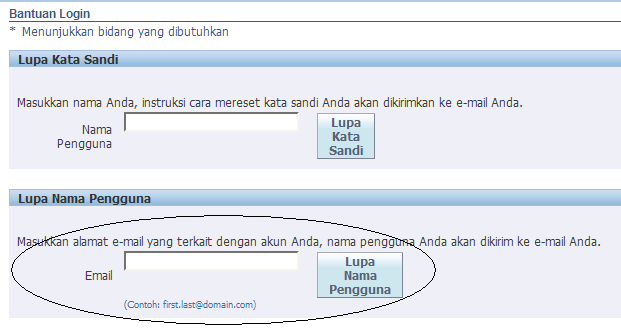 Bantuan Login
* Menunjukkan bidang yang dibutuhkan
Lupa Kata Sandi
Masukkan nama Anda, instruksi cara mereset kata sandi Anda akan dikirimkan ke e-mail Anda.
Nama
Pengguna
Lupa
Kata
Sandi
Lupa Nama Pengguna
Masukkan alamat e-mail yang terkait dengan akun Anda, nama pengguna Anda akan dikirim ke e-mail Anda.
Email
Lupa
Nama
Pengguna
(Contoh: first.last@domain.com)